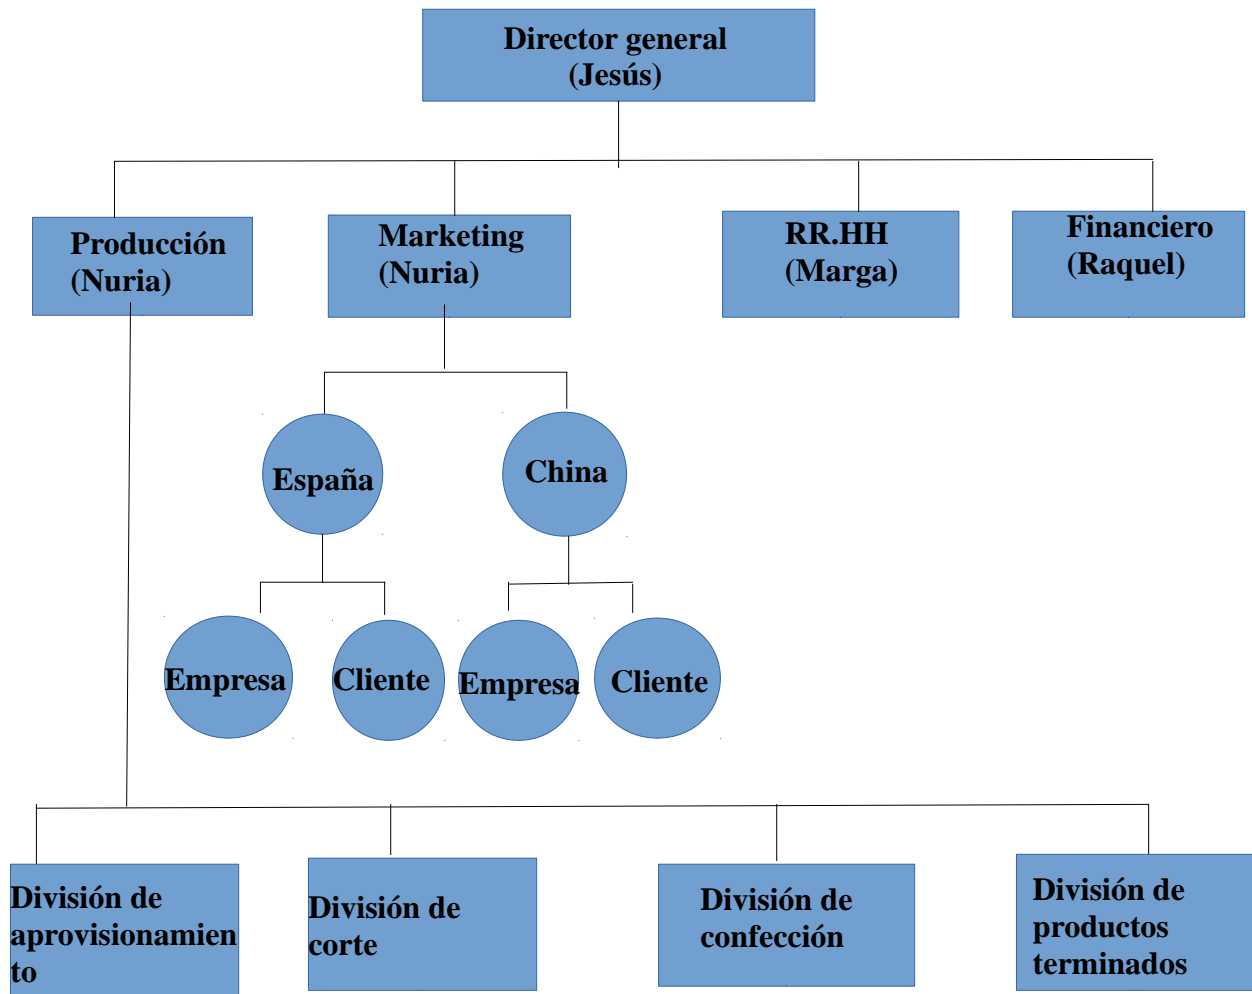 Director general
(Jesús)
Producción
(Nuria)
Marketing
(Nuria)
RR.HH
(Marga)
Financiero
(Raquel)
España
China
Empresa
Cliente
Empresa
Cliente
División de
aprovisionamien
to
División de
corte
División de
confección
División de
productos
terminados